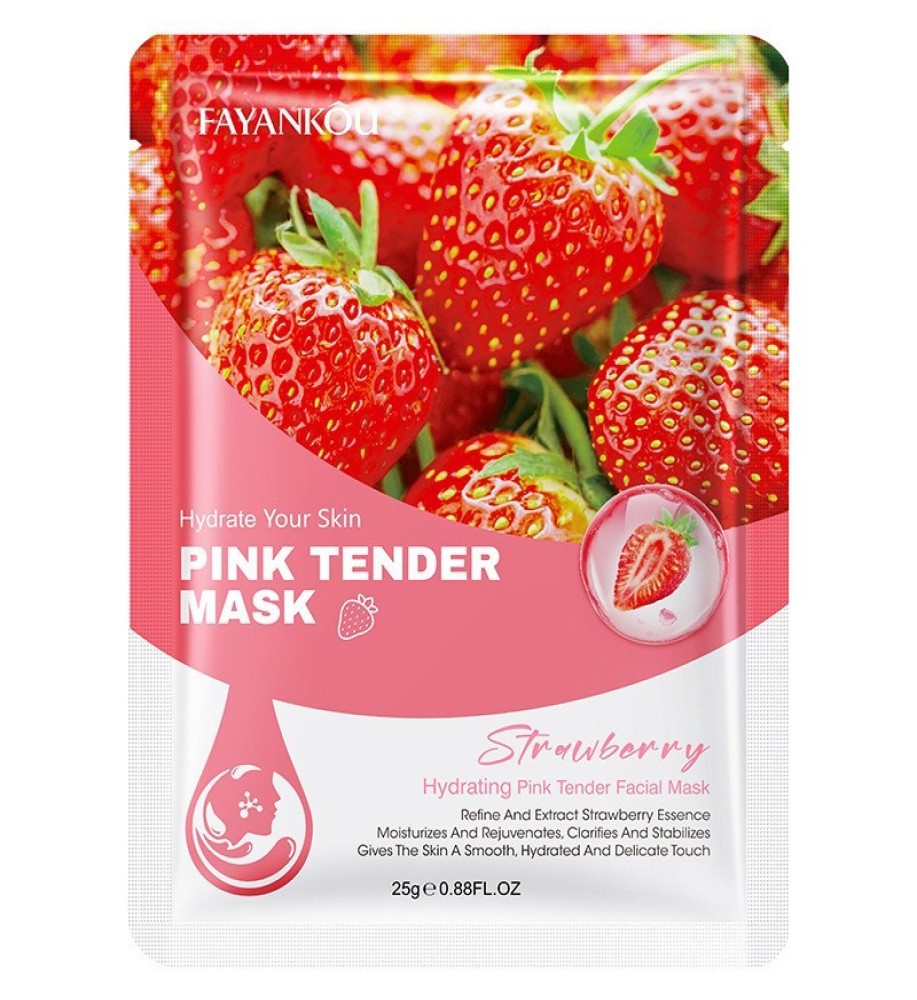 FAYANKÔU
Hydrate Your Skin
PINK TENDER
MASK
Strawberry
Hydrating Pink Tender Facial Mask
Refine And Extract Strawberry Essence
Moisturizes And Rejuvenates, Clarifies And Stabilizes
Gives The Skin A Smooth, Hydrated And Delicate Touch
25g℮0.88FL.OZ